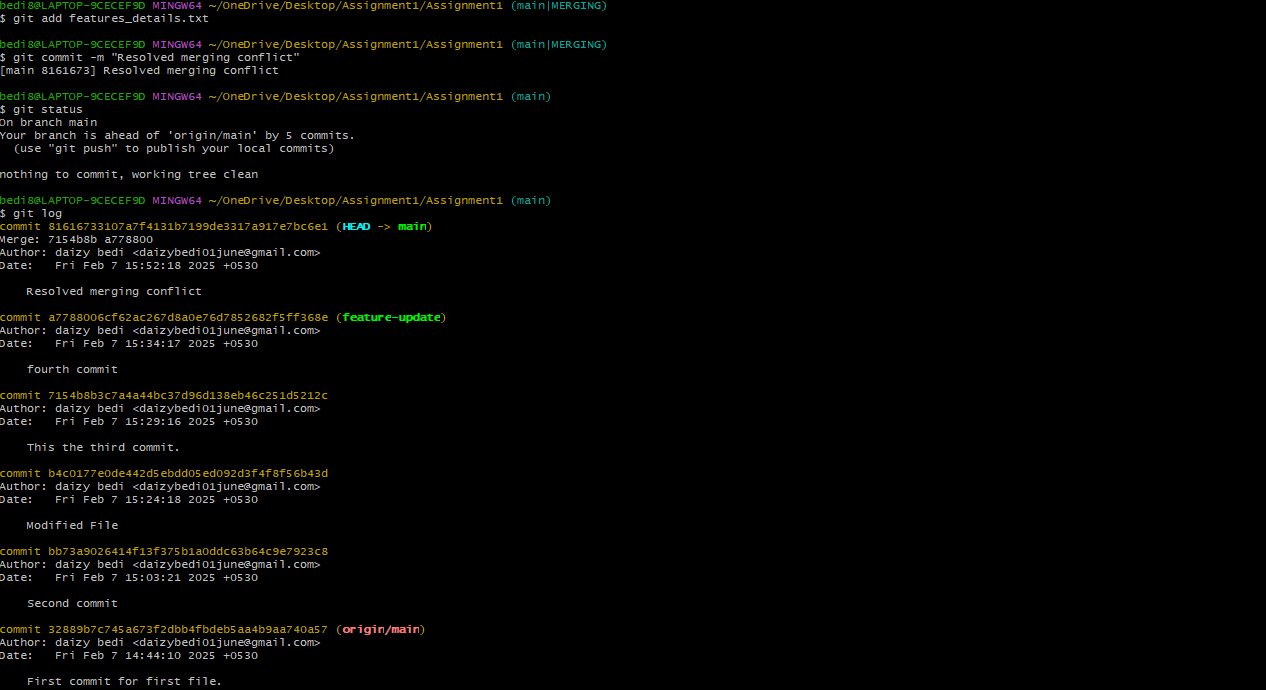 bedi8@LAPTOP-9CECEF9D MINGW64 ~/OneDrive/Desktop/Assignment1/Assignment1 (main|MERGING)
$ git add features_details.txt
bedi8@LAPTOP-9CECEF9D MINGW64 ~/OneDrive/Desktop/Assignment1/Assignment1 (main|MERGING)
$ git commit -m "Resolved merging conflict"
[main 8161673] Resolved merging conflict
bedi8@LAPTOP-9CECEF9D MINGW64 ~/OneDrive/Desktop/Assignment1/Assignment1 (main)
$ git status
On branch main
Your branch is ahead of 'origin/main' by 5 commits.
(use "git push" to publish your local commits)
nothing to commit, working tree clean
bedi8@LAPTOP-9CECEF9D MINGW64 ~/OneDrive/Desktop/Assignment1/Assignment1 (main)
$ git log
commit 81616733107a7f4131b7199de3317a917e7bc6e1 (HEAD -> main)
Merge: 7154b8b a778800
Author: daizy bedi <daizybedi01june@gmail.com>
Date:   Fri Feb 7 15:52:18 2025 +0530
Resolved merging conflict
commit a7788006cf62ac267d8a0e76d7852682f5ff368e (feature-update)
Author: daizy bedi <daizybedi01june@gmail.com>
Date:   Fri Feb 7 15:34:17 2025 +0530
fourth commit
commit 7154b8b3c7a4a44bc37d96d138eb46c251d5212c
Author: daizy bedi <daizybedi01june@gmail.com>
Date:   Fri Feb 7 15:29:16 2025 +0530
This the third commit.
commit b4c0177e0de442d5ebdd05ed092d3f4f8f56b43d
Author: daizy bedi <daizybedi01june@gmail.com>
Date:   Fri Feb 7 15:24:18 2025 +0530
Modified File
commit bb73a9026414f13f375b1a0ddc63b64c9e7923c8
Author: daizy bedi <daizybedi01june@gmail.com>
Date:   Fri Feb 7 15:03:21 2025 +0530
Second commit
commit 32889b7c745a673f2dbb4fbdeb5aa4b9aa740a57 (origin/main)
Author: daizy bedi <daizybedi01june@gmail.com>
Date:   Fri Feb 7 14:44:10 2025 +0530
First commit for first file.